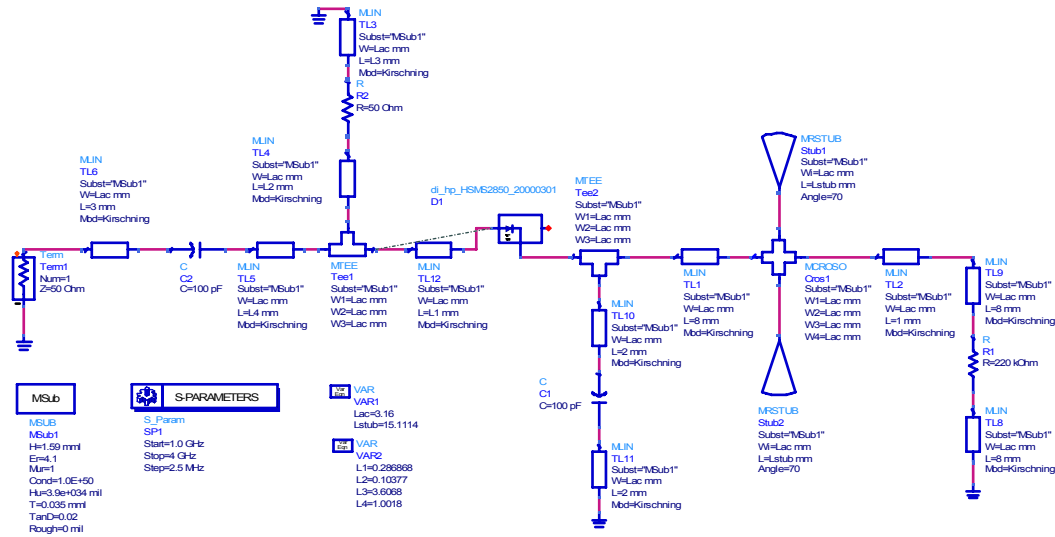 MLIN
TL3
Subst="MSub1"
W=Lac mm
L=L3 mm
Mod=Kirschning
R
R2
R=50 Ohm
MLIN
TL4
Subst="MSub1"
W=Lac mm
L=L2 mm
Mod=Kirschning
MLIN
TL6
Subst="MSub1"
W=Lac mm
L=3 mm
Mod=Kirschning
Term
Term1
Num=1
Z=50 Ohm
C
C2
C=100 pF
MLIN
TL5
Subst="MSub1"
W=Lac mm
L=L4 mm
Mod=Kirschning
MTEE
Tee1
Subst="MSub1"
W1=Lac mm
W2=Lac mm
W3=Lac mm
MLIN
TL12
Subst="MSub1"
W=Lac mm
L=L1 mm
Mod=Kirschning
di_hp_HSMS2850_20000301
D1
MTEE
Tee2
Subst="MSub1"
W1=Lac mm
W2=Lac mm
W3=Lac mm
MLIN
TL10
Subst="MSub1"
W=Lac mm
L=2 mm
Mod=Kirschning
C
C1
C=100 pF
MLIN
TL11
Subst="MSub1"
W=Lac mm
L=2 mm
Mod=Kirschning
MLIN
TL1
Subst="MSub1"
W=Lac mm
L=8 mm
Mod=Kirschning
MRSTUB
Stub1
Subst="MSub1"
Wi=Lac mm
L=Lstub mm
Angle=70
MCROSO
Cros1
Subst="MSub1"
W1=Lac mm
W2=Lac mm
W3=Lac mm
W4=Lac mm
MRSTUB
Stub2
Subst="MSub1"
Wi=Lac mm
L=Lstub mm
Angle=70
MLIN
TL2
Subst="MSub1"
W=Lac mm
L=1 mm
Mod=Kirschning
MLIN
TL9
Subst="MSub1"
W=Lac mm
L=8 mm
Mod=Kirschning
R
R1
R=220 kOhm
MLIN
TL8
Subst="MSub1"
W=Lac mm
L=8 mm
Mod=Kirschning
MSub
MSUB
MSub1
H=1.59 mm
Er=4.1
Mur=1
Cond=1.0E+50
Hu=3.9e+034 mil
T=0.035 mm
TanD=0.02
Rough=0 mil
S-PARAMETERS
S_Param
SP1
Start=1.0 GHz
Stop=4 GHz
Step=2.5 MHz
Var
Eqn
VAR
VAR1
Lac=3.16
Lstub=15.1114
Var
Eqn
VAR
VAR2
L1=0.286868
L2=0.10377
L3=3.6068
L4=1.0018